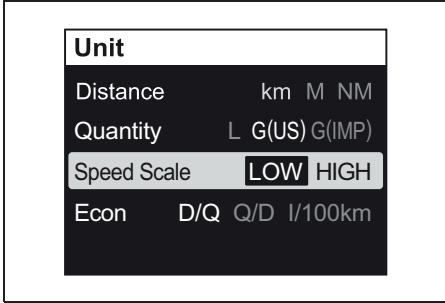 Unit
Distance km M NM
Quantity L G(US) G(IMP)
Speed Scale LOW HIGH
Econ D/Q Q/D l/100km